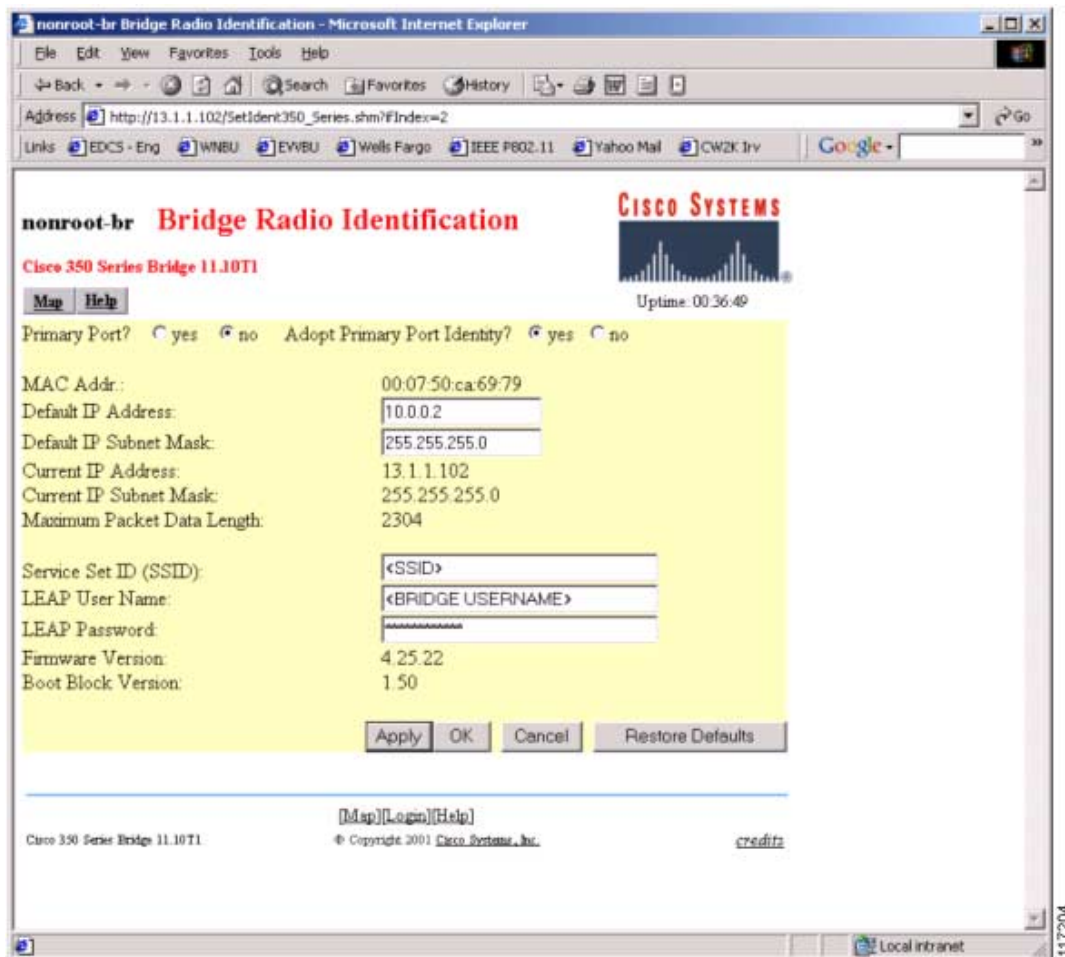 nonroot-br Bridge Radio Identification - Microsoft Internet Explorer
File Edit View Favorites Tools Help
Back Search Favorites History
Address http://13.1.1.102/SetIdent350_Series.shm?ifIndex=2 Go
Links EDCS - Eng WNBU EVVBU Wells Fargo IEEE P802.11 Yahoo Mail CW2K Irv Google
nonroot-br Bridge Radio Identification
CISCO SYSTEMS
Cisco 350 Series Bridge 11.10T1
Map Help
Uptime: 00:36:49
Primary Port? yes no Adopt Primary Port Identity? yes no
MAC Addr.: 00:07:50:ca:69:79
Default IP Address: 10.0.0.2
Default IP Subnet Mask: 255.255.255.0
Current IP Address: 13.1.1.102
Current IP Subnet Mask: 255.255.255.0
Maximum Packet Data Length: 2304
Service Set ID (SSID): <SSID>
LEAP User Name: <BRIDGE USERNAME>
LEAP Password:
Firmware Version: 4.25.22
Boot Block Version: 1.50
Apply OK Cancel Restore Defaults
[Map][Login][Help]
Cisco 350 Series Bridge 11.10T1 © Copyright 2001 Cisco Systems, Inc. credits
Local intranet
117204